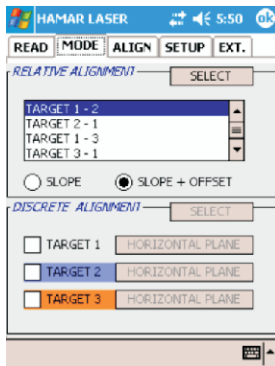 HAMAR LASER 5:50 ok
READ MODE ALIGN SETUP EXT.
RELATIVE ALIGNMENT SELECT
TARGET 1 - 2
TARGET 2 - 1
TARGET 1 - 3
TARGET 3 - 1
SLOPE SLOPE + OFFSET
DISCRETE ALIGNMENT SELECT
TARGET 1 HORIZONTAL PLANE
TARGET 2 HORIZONTAL PLANE
TARGET 3 HORIZONTAL PLANE